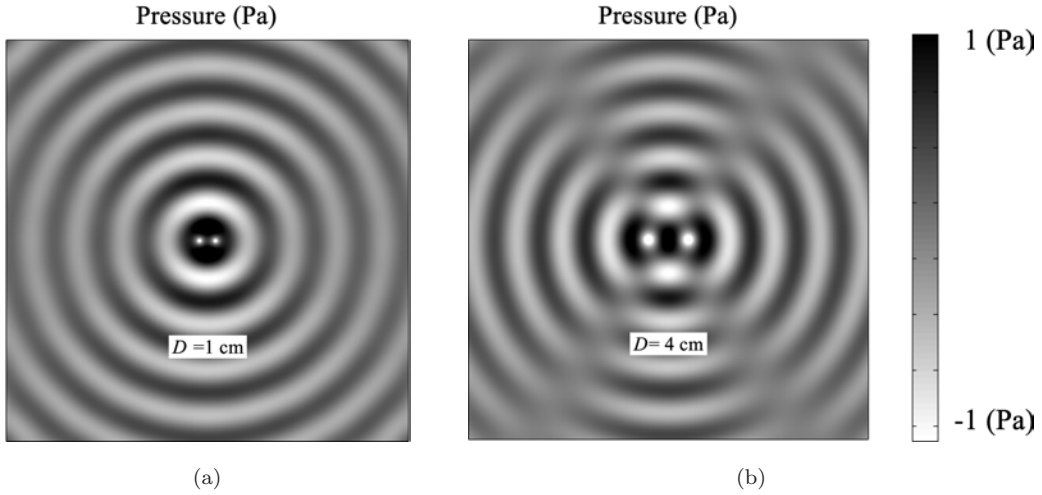 Pressure (Pa)
Pressure (Pa)
1 (Pa)
D =1 cm
D= 4 cm
-1 (Pa)
(a)
(b)